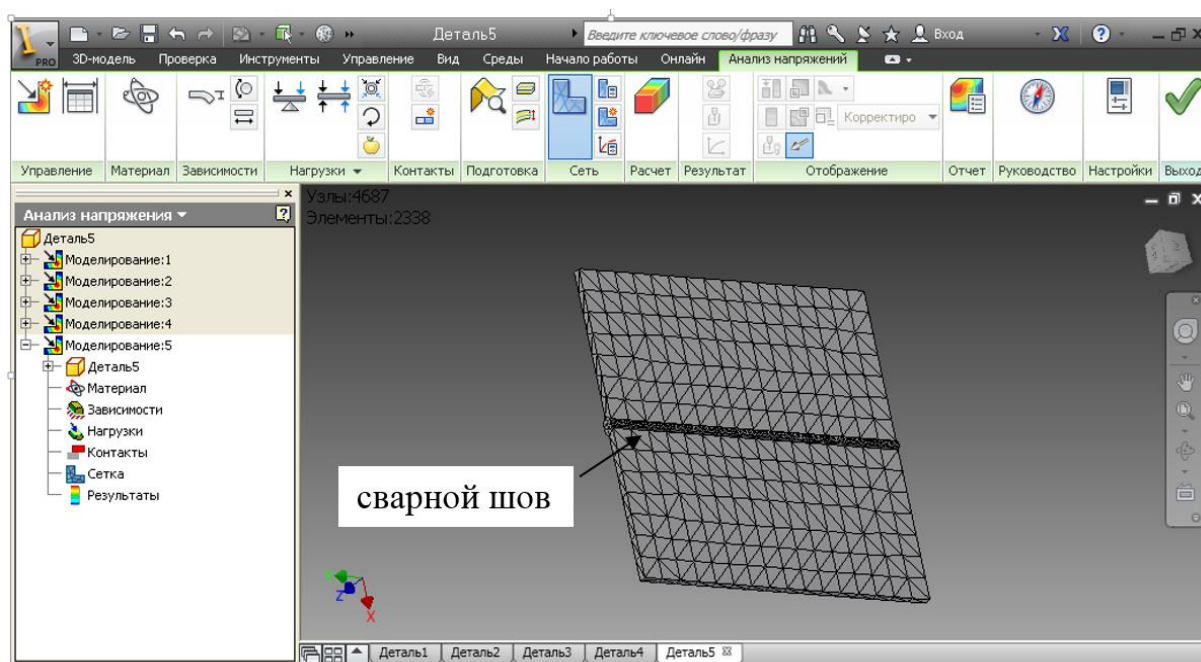 Деталь5 Введите ключевое слово/фразу Вход
PRO 3D-модель Проверка Инструменты Управление Вид Среды Начало работы Онлайн Анализ напряжений
Корректиро
Управление Материал Зависимости Нагрузки Контакты Подготовка Сеть Расчет Результат Отображение Отчет Руководство Настройки Выход
Анализ напряжения
Деталь5
Моделирование:1
Моделирование:2
Моделирование:3
Моделирование:4
Моделирование:5
Деталь5
Материал
Зависимости
Нагрузки
Контакты
Сетка
Результаты
Узлы:4687
Элементы:2338
сварной шов
Z
X
Деталь1 Деталь2 Деталь3 Деталь4 Деталь5